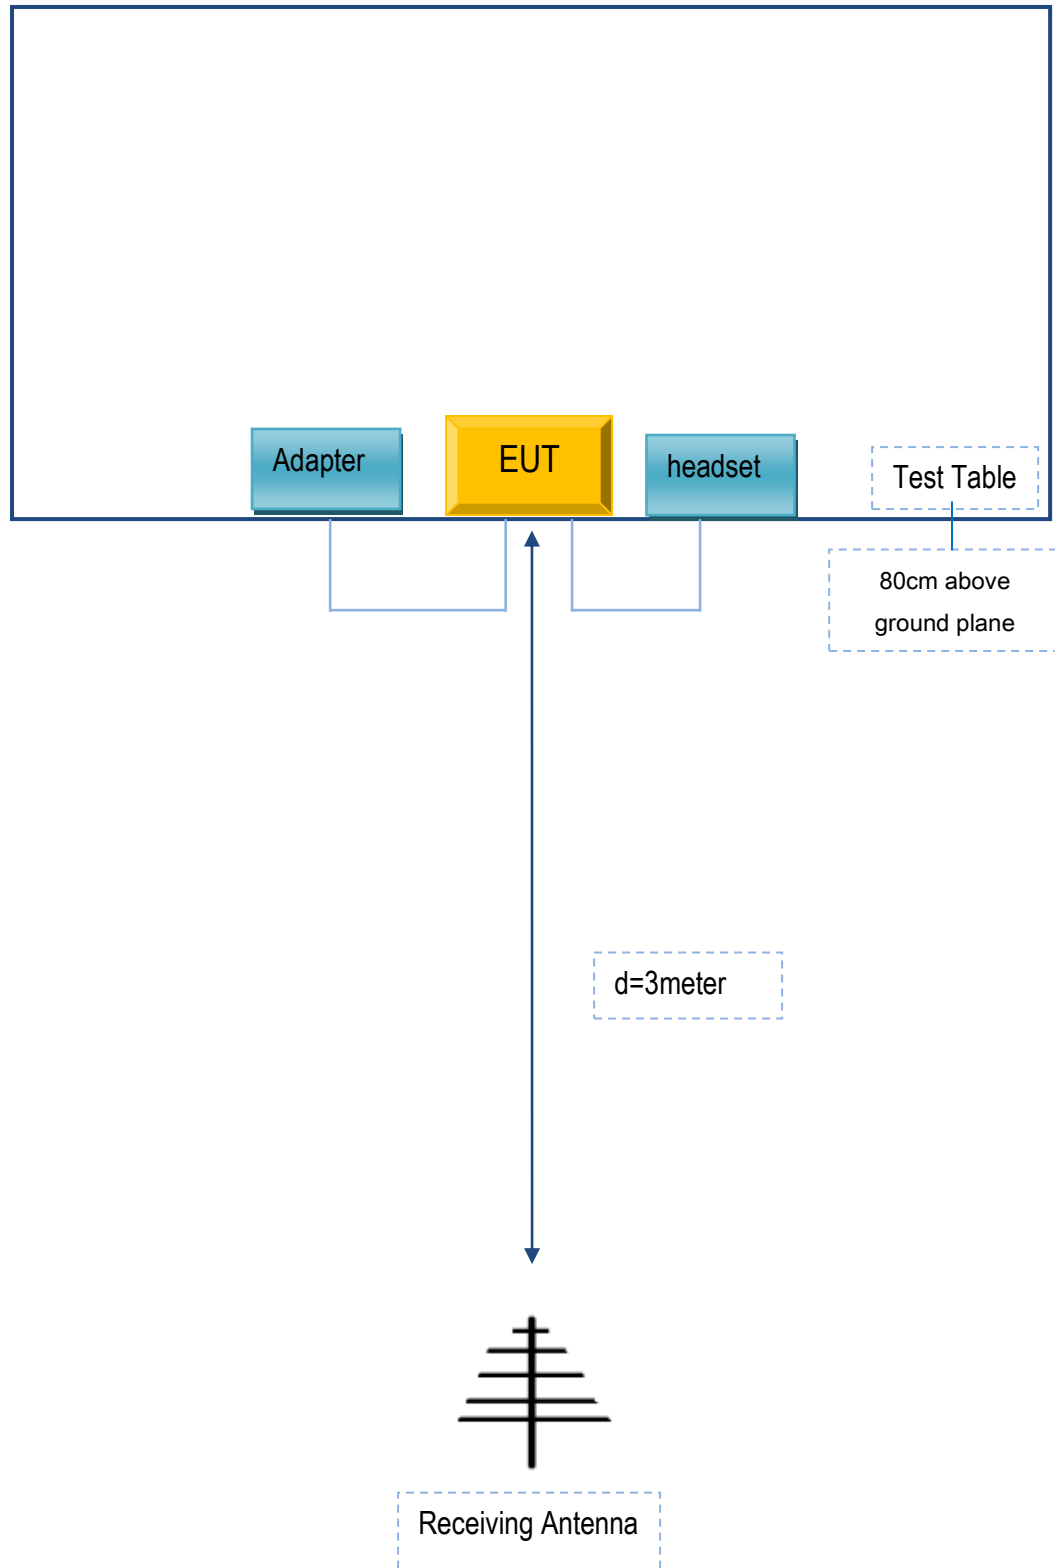 Adapter
EUT
headset
Test Table
80cm above
ground plane
d=3meter
Receiving Antenna